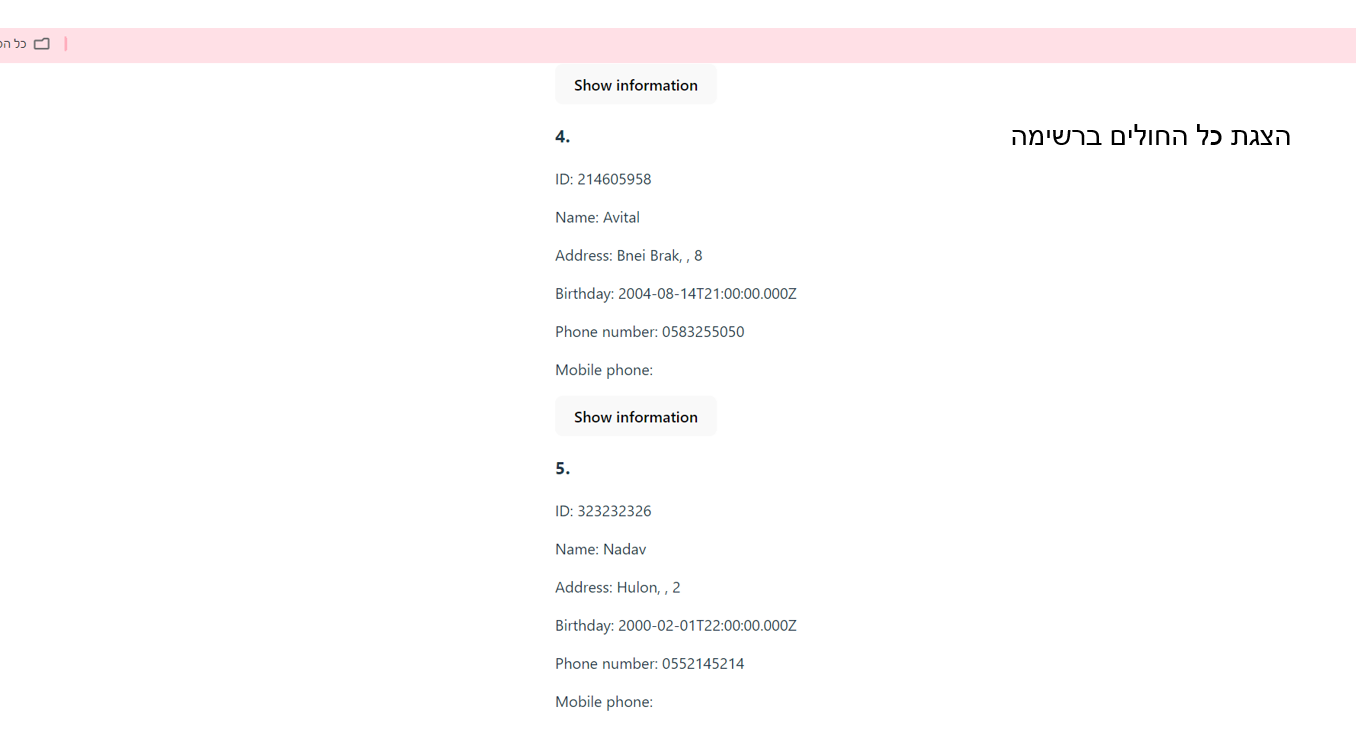 כל
Show information
הצגת כל החולים ברשימה
4.
ID: 214605958
Name: Avital
Address: Bnei Brak, , 8
Birthday: 2004-08-14T21:00:00.000Z
Phone number: 0583255050
Mobile phone:
Show information
5.
ID: 323232326
Name: Nadav
Address: Hulon, , 2
Birthday: 2000-02-01T22:00:00.000Z
Phone number: 0552145214
Mobile phone: